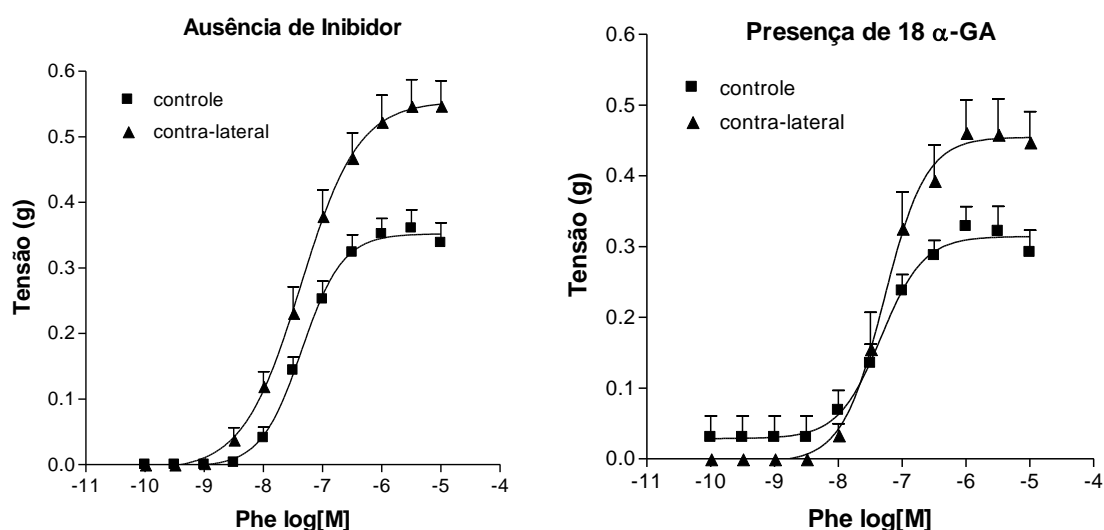 Ausência de Inibidor
controle
contra-lateral
Tensão (g)
0.6
0.5
0.4
0.3
0.2
0.1
0.0
-11 -10 -9 -8 -7 -6 -5 -4
Phe log[M]
Presença de 18 α-GA
controle
contra-lateral
Tensão (g)
0.6
0.5
0.4
0.3
0.2
0.1
0.0
-11 -10 -9 -8 -7 -6 -5 -4
Phe log[M]